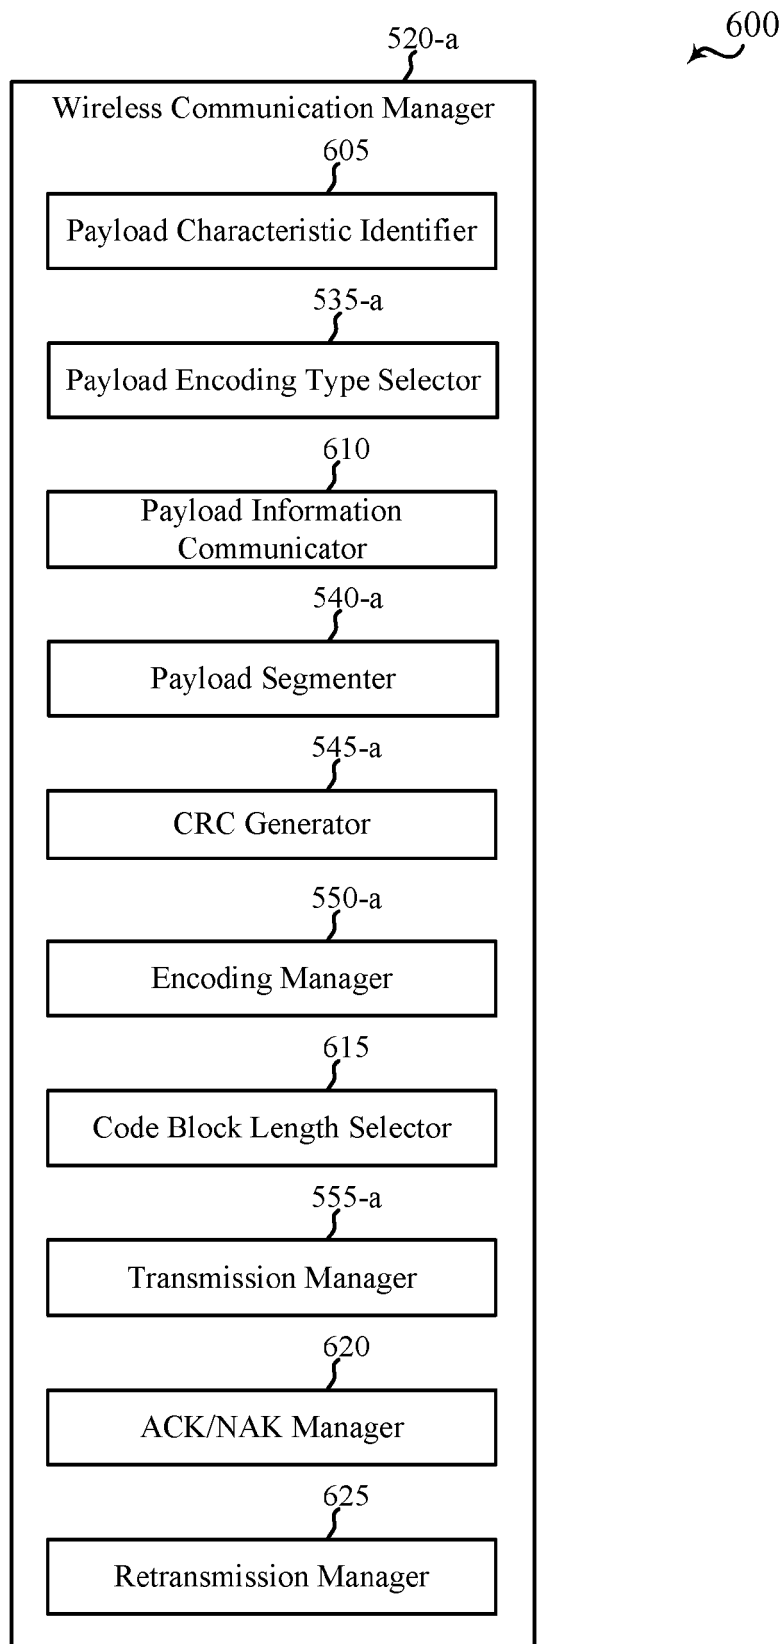 600
520-a
Wireless Communication Manager
605
Payload Characteristic Identifier
535-a
Payload Encoding Type Selector
610
Payload Information
Communicator
540-a
Payload Segmenter
545-a
CRC Generator
550-a
Encoding Manager
615
Code Block Length Selector
555-a
Transmission Manager
620
ACK/NAK Manager
625
Retransmission Manager